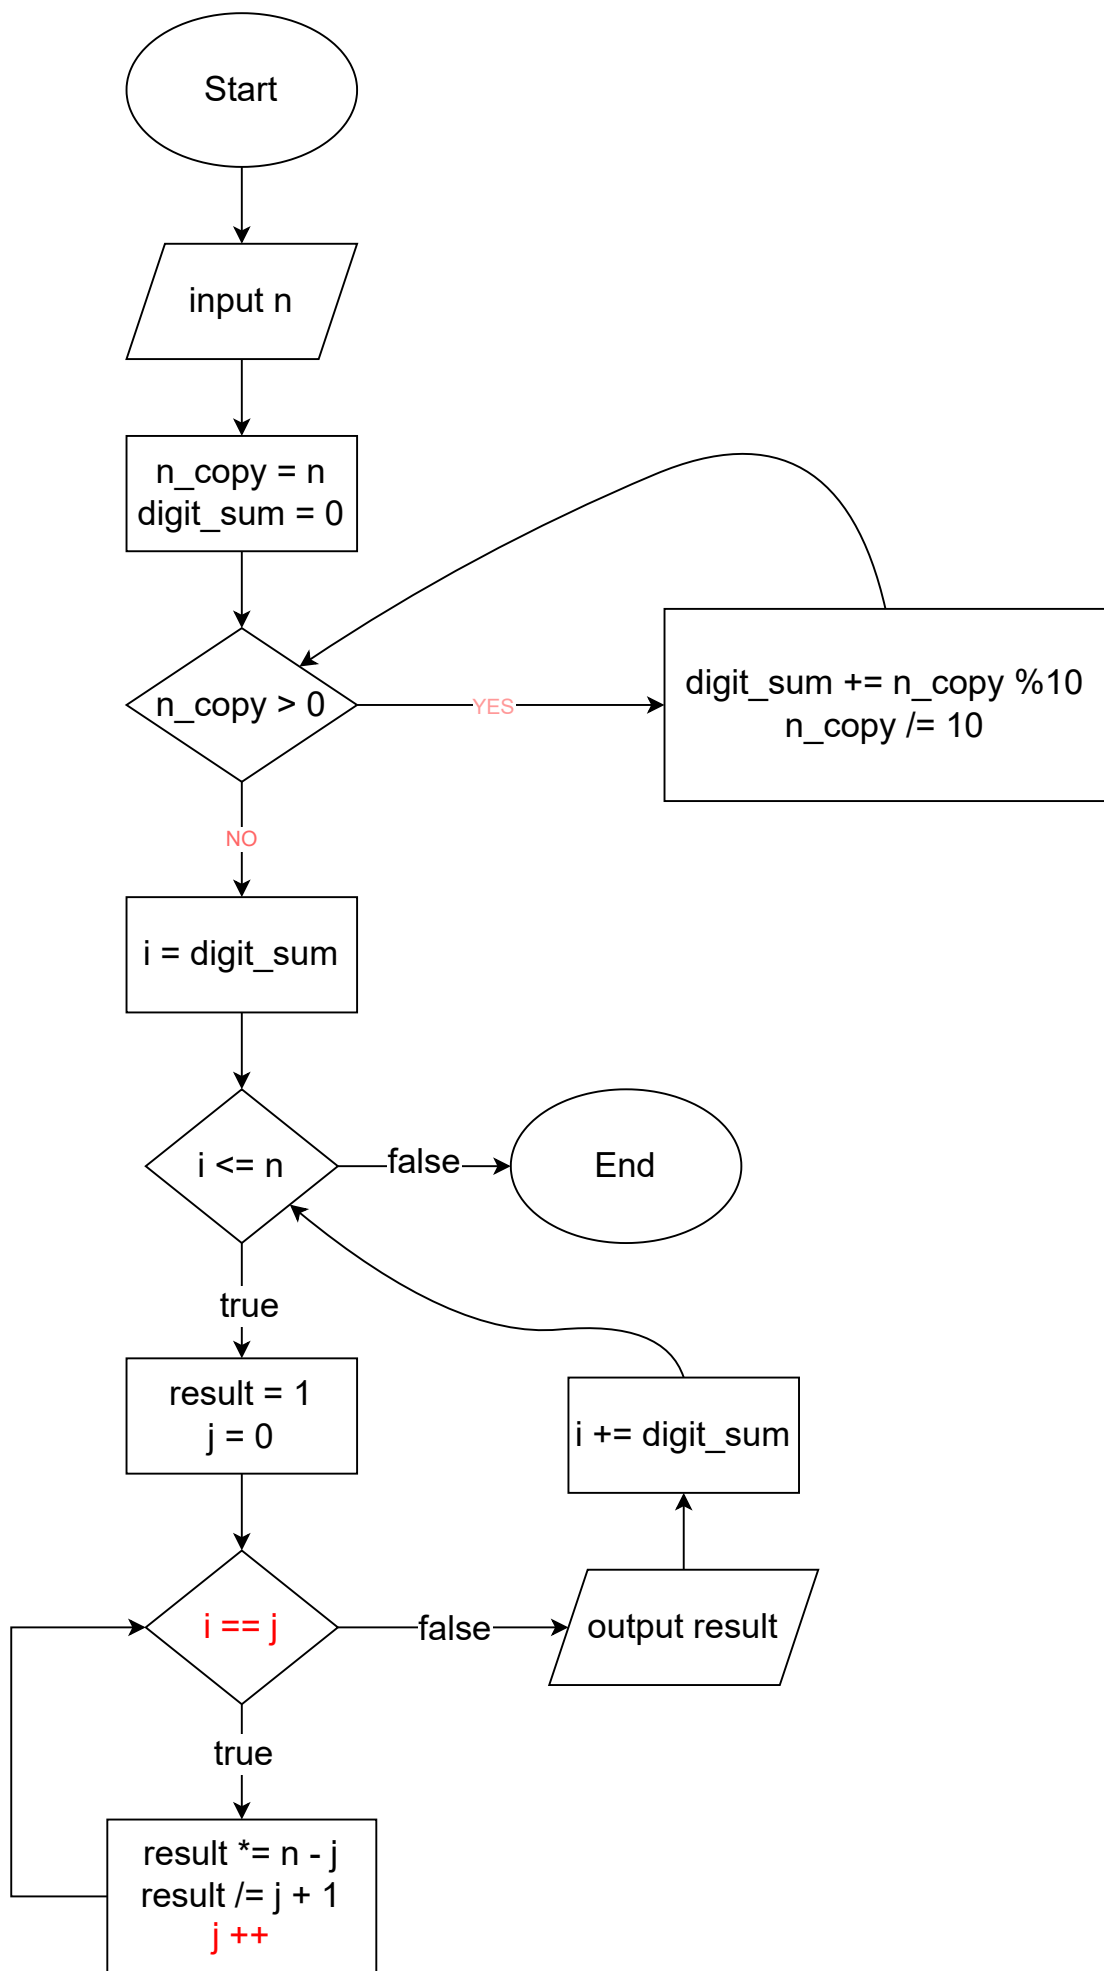 Start
input n
n_copy = n
digit_sum = 0
n_copy > 0
YES
digit_sum += n_copy %10
n_copy /= 10
NO
i = digit_sum
i <= n
false
End
true
result = 1
j = 0
i += digit_sum
i == j
false
output result
true
result *= n - j
result /= j + 1
j ++